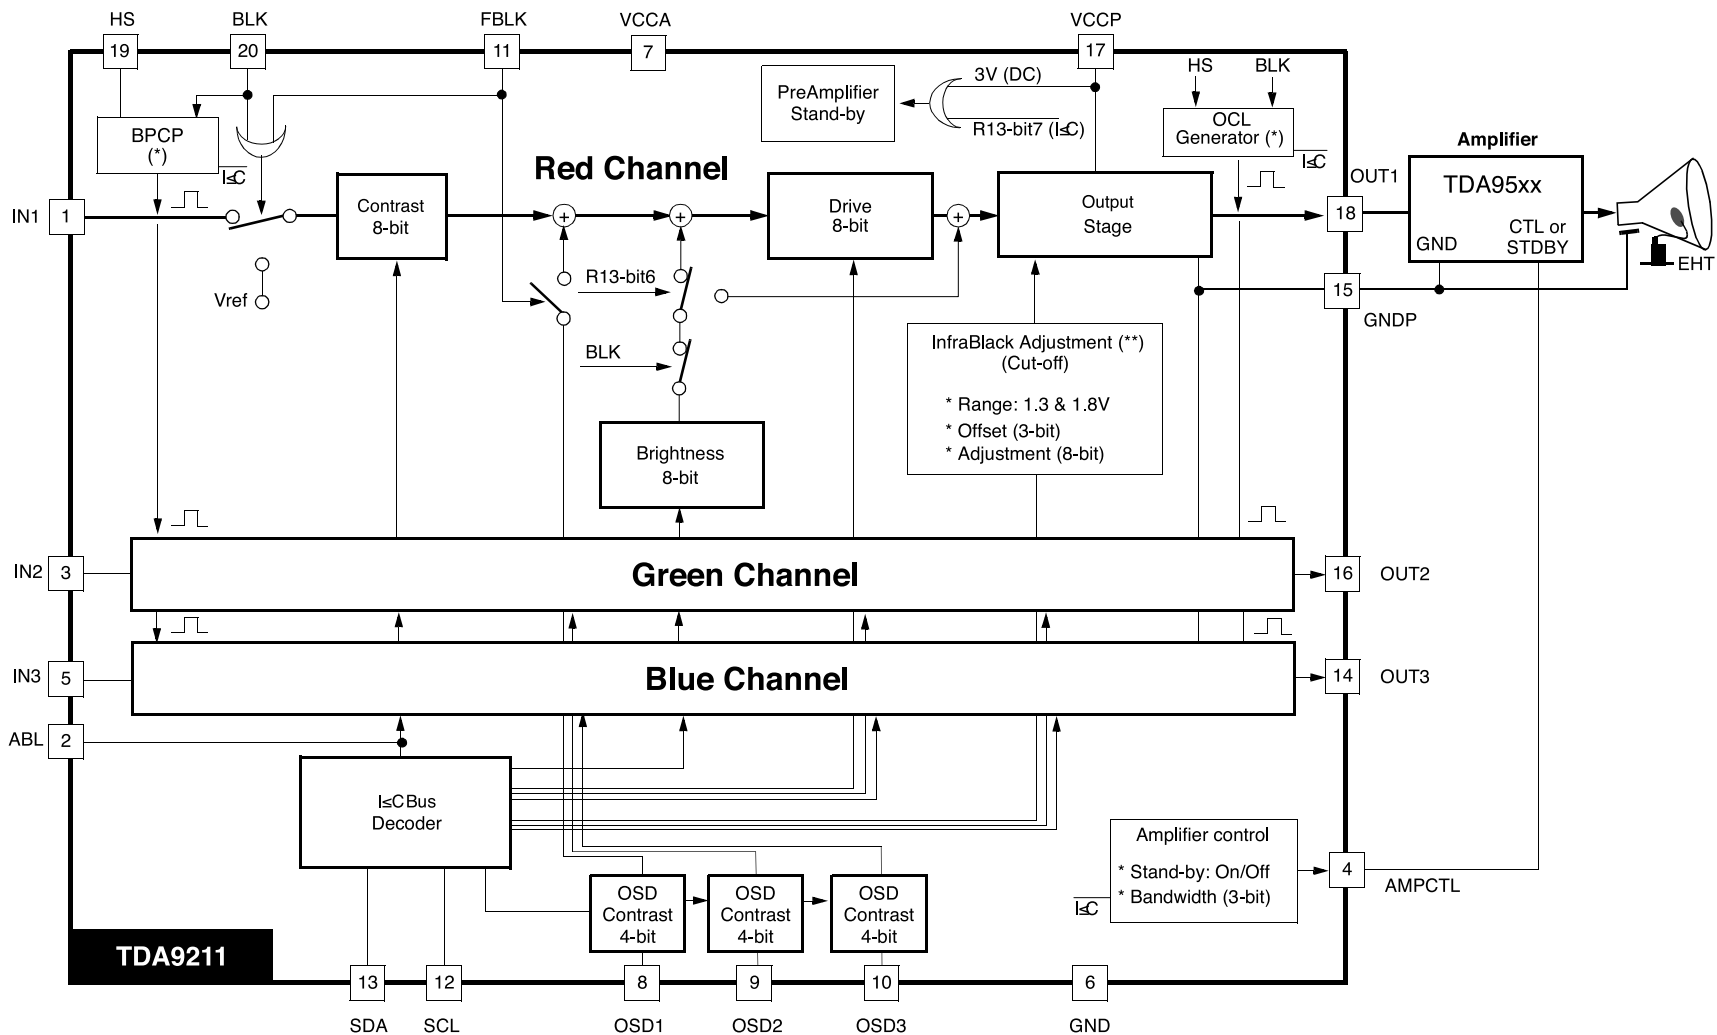 HS
BLK
FBLK
VCCA
VCCP
19
20
11
7
17
PreAmplifier
Stand-by
3V (DC)
R13-bit7 (I≤C)
HS
BLK
BPCP
(*)
I≤C
OCL
Generator (*)
I≤C
Red Channel
Amplifier
TDA95xx
GND
CTL or
STDBY
EHT
IN1
1
Contrast
8-bit
+
+
Drive
8-bit
+
Output
Stage
OUT1
18
15
GNDP
Vref
R13-bit6
BLK
InfraBlack Adjustment (**)
(Cut-off)
* Range: 1.3 & 1.8V
* Offset (3-bit)
* Adjustment (8-bit)
Brightness
8-bit
IN2
3
Green Channel
16
OUT2
IN3
5
Blue Channel
14
OUT3
ABL
2
I≤CBus
Decoder
Amplifier control
* Stand-by: On/Off
* Bandwidth (3-bit)
I≤C
4
AMPCTL
OSD
Contrast
4-bit
OSD
Contrast
4-bit
OSD
Contrast
4-bit
TDA9211
13
12
8
9
10
6
SDA
SCL
OSD1
OSD2
OSD3
GND